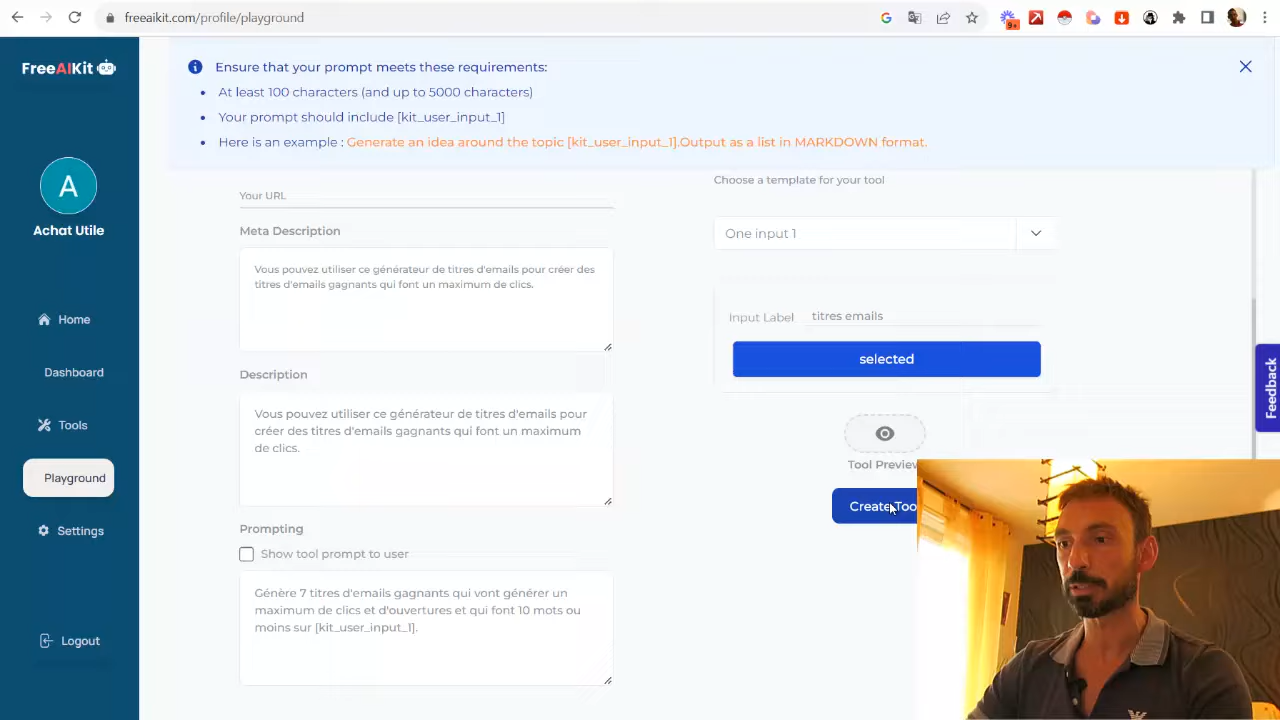 freeaikit.com/profile/playground
9+
FreeAIKit
Ensure that your prompt meets these requirements:
At least 100 characters (and up to 5000 characters)
Your prompt should include [kit_user_input_1]
Here is an example : Generate an idea around the topic [kit_user_input_1].Output as a list in MARKDOWN format.
A
Achat Utile
Home
Dashboard
Tools
Playground
Settings
Logout
Your URL
Meta Description
Vous pouvez utiliser ce générateur de titres d'emails pour créer des
titres d'emails gagnants qui font un maximum de clics.
Description
Vous pouvez utiliser ce générateur de titres d'emails pour
créer des titres d'emails gagnants qui font un maximum
de clics.
Prompting
Show tool prompt to user
Génère 7 titres d'emails gagnants qui vont générer un
maximum de clics et d'ouvertures et qui font 10 mots ou
moins sur [kit_user_input_1].
Choose a template for your tool
One input 1
Input Label titres emails
selected
Tool Preview
Create Too
Feedback